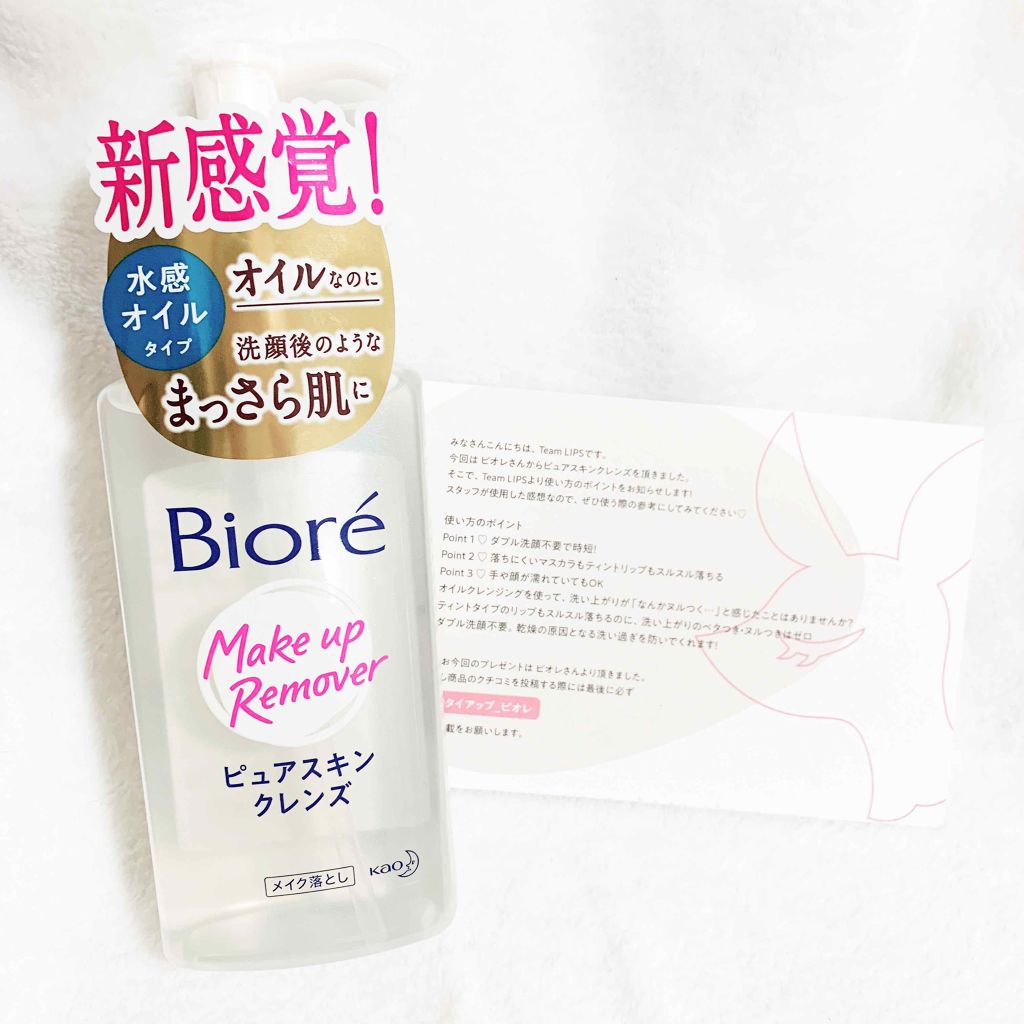 新感覚!
水感
オイル
タイプ
オイルなのに
洗顔後のような
まっさら肌に
Bioré
Make up
Remover
ピュアスキン
クレンズ
メイク落とし
Kao
みなさんこんにちは、Team LIPSです。
今回は ビオレさんからピュアスキンクレンズを頂きました。
そこで、Team LIPSより使い方のポイントをお知らせします!
スタッフが使用した感想なので、ぜひ使う際の参考にしてみてください♡
使い方のポイント
Point 1 ♡ ダブル洗顔不要で時短!
Point 2 ♡ 落ちにくいマスカラもティントリップもスルスル落ちる
Point 3 ♡ 手や顔が濡れていてもOK
オイルクレンジングを使って、洗い上がりが「なんかヌルつく…」と感じたことはありませんか?
ティントタイプのリップもスルスル落ちるのに、洗い上がりのベタつき・ヌルつきはゼロ
ダブル洗顔不要。乾燥の原因となる洗い過ぎを防いでくれます!
お今回のプレゼントは ビオレさんより頂きました。
し商品のクチコミを投稿する際には最後に必ず
タイアップ_ビオレ
載をお願いします。